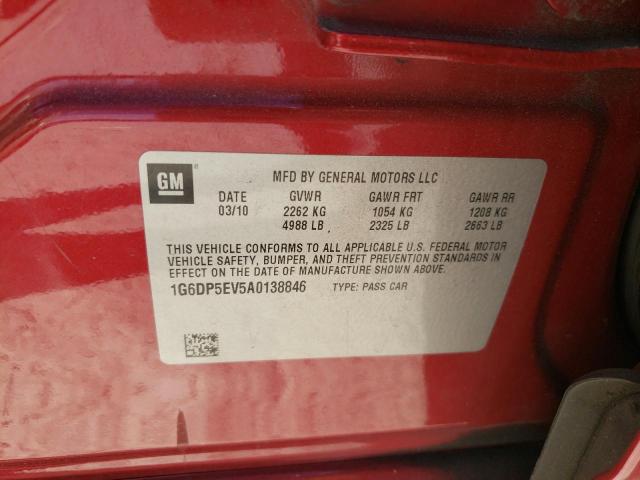 GM
MFD BY GENERAL MOTORS LLC
DATE GVWR GAWR FRT GAWR RR
03/10 2262 KG 1054 KG 1208 KG
4988 LB 2325 LB 2663 LB
THIS VEHICLE CONFORMS TO ALL APPLICABLE U.S. FEDERAL MOTOR
VEHICLE SAFETY, BUMPER, AND THEFT PREVENTION STANDARDS IN
EFFECT ON THE DATE OF MANUFACTURE SHOWN ABOVE.
1G6DP5EV5A0138846 TYPE: PASS CAR